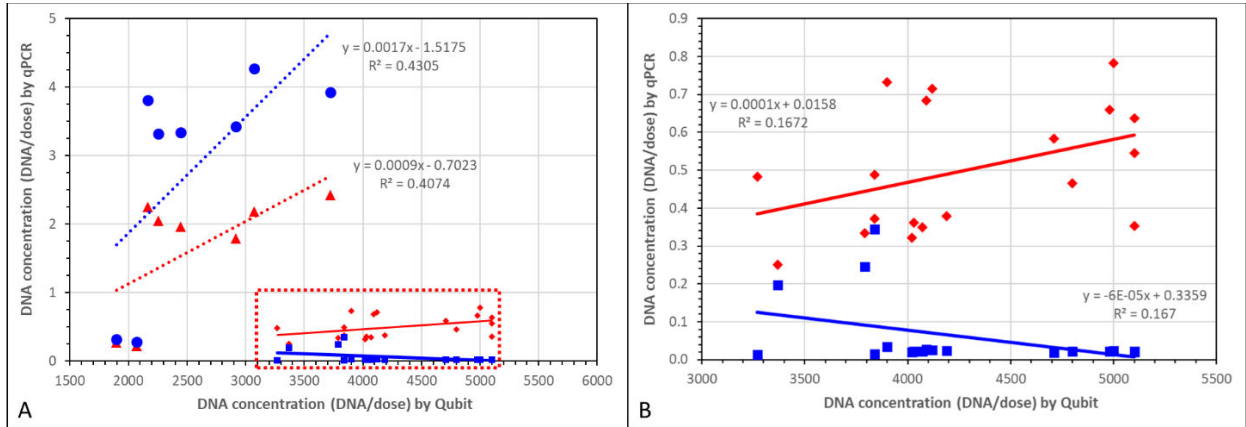 DNA concentration (DNA/dose) by qPCR
5
4
3
2
1
0
y = 0.0017x - 1.5175
R² = 0.4305
y = 0.0009x - 0.7023
R² = 0.4074
1500 2000 2500 3000 3500 4000 4500 5000 5500 6000
DNA concentration (DNA/dose) by Qubit
A
DNA concentration (DNA/dose) by qPCR
0.9
0.8
0.7
0.6
0.5
0.4
0.3
0.2
0.1
0.0
y = 0.0001x + 0.0158
R² = 0.1672
y = -6E-05x + 0.3359
R² = 0.167
3000 3500 4000 4500 5000 5500
DNA concentration (DNA/dose) by Qubit
B